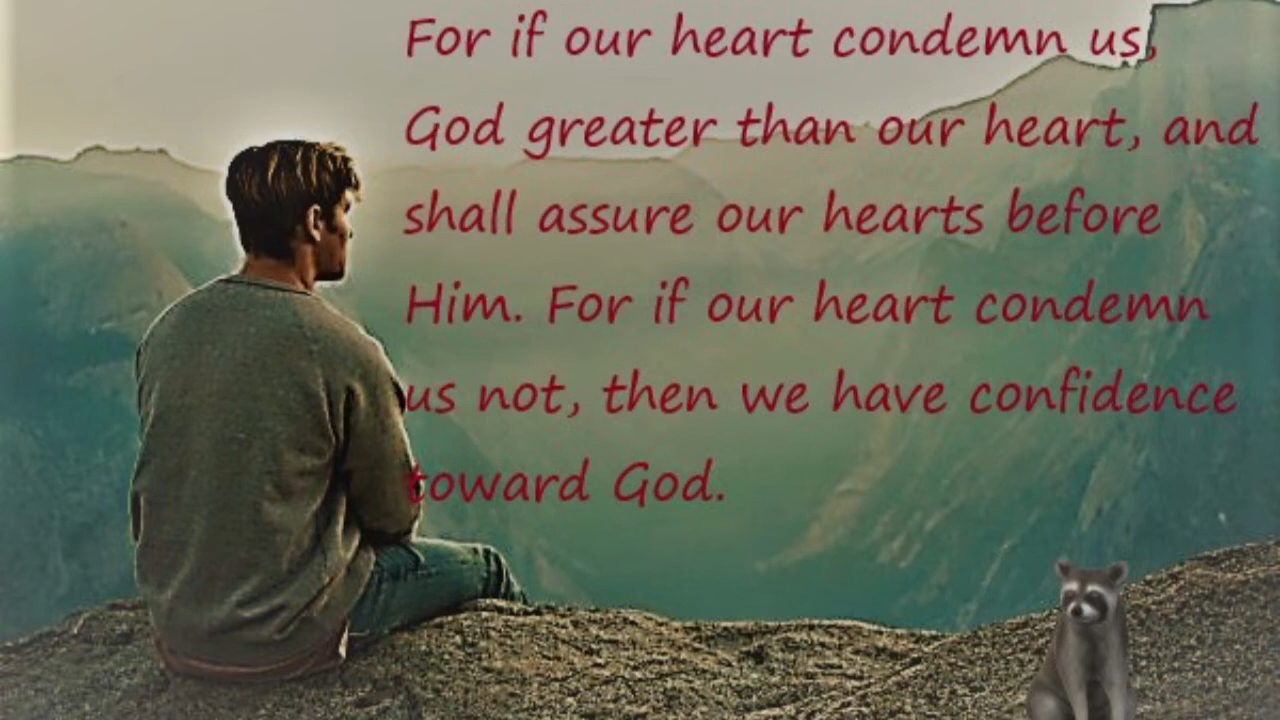 For if our heart condemn us,
God greater than our heart, and
shall assure our hearts before
Him. For if our heart condemn
us not, then we have confidence
toward God.